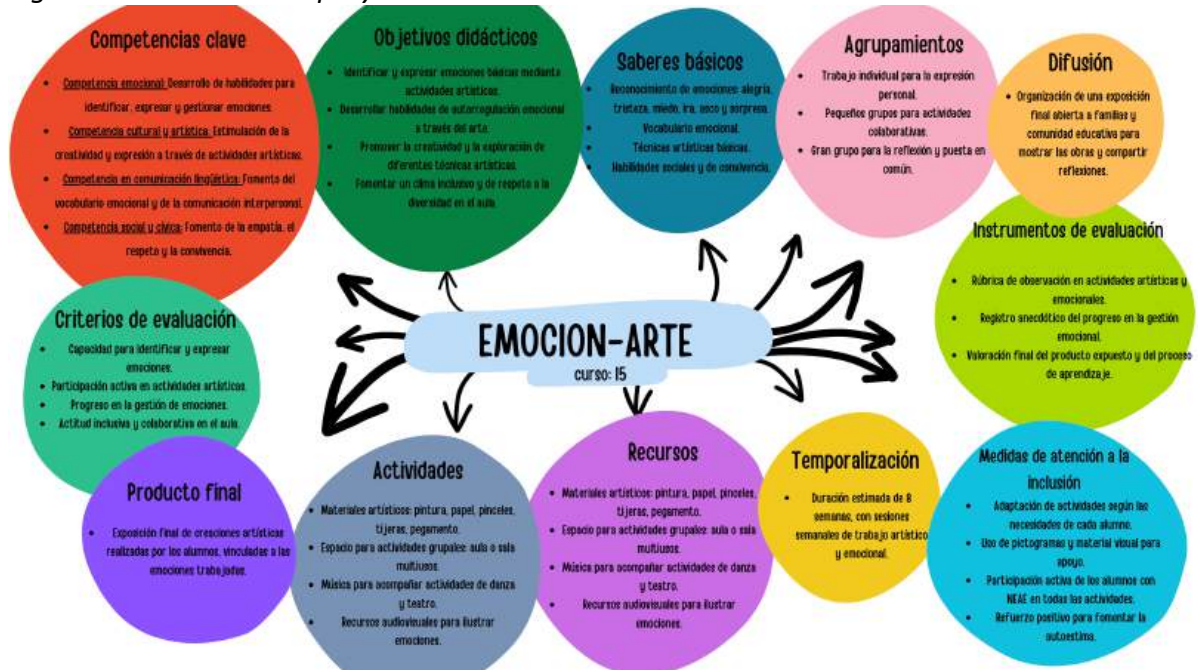 Competencias clave
• Competencia emocional: Desarrollo de habilidades para
identificar, expresar y gestionar emociones.
• Competencia cultural y artística: Estimulación de la
creatividad y expresión a través de actividades artísticas.
• Competencia en comunicación lingüística: Fomento del
vocabulario emocional y de la comunicación interpersonal.
• Competencia social y cívica: Fomento de la empatía, el
respeto y la convivencia.
Objetivos didácticos
• Identificar y expresar emociones básicas mediante
actividades artísticas.
• Desarrollar habilidades de autorregulación emocional
a través del arte.
• Promover la creatividad y la exploración de
diferentes técnicas artísticas.
• Fomentar un clima inclusivo y de respeto a la
diversidad en el aula.
Saberes básicos
• Reconocimiento de emociones: alegría,
tristeza, miedo, ira, asco y sorpresa.
• Vocabulario emocional.
• Técnicas artísticas básicas.
• Habilidades sociales y de convivencia.
Agrupamientos
• Trabajo individual para la expresión
personal.
• Pequeños grupos para actividades
colaborativas.
• Gran grupo para la reflexión y puesta en
común.
Difusión
• Organización de una exposición
final abierta a familias y
comunidad educativa para
mostrar las obras y compartir
reflexiones.
Instrumentos de evaluación
• Rúbrica de observación en actividades artísticas y
emocionales.
• Registro anecdótico del progreso en la gestión
emocional.
• Valoración final del producto expuesto y del proceso
de aprendizaje.
EMOCION-ARTE
curso: I5
Criterios de evaluación
• Capacidad para identificar y expresar
emociones.
• Participación activa en actividades artísticas.
• Progreso en la gestión de emociones.
• Actitud inclusiva y colaborativa en el aula.
Producto final
• Exposición final de creaciones artísticas
realizadas por los alumnos, vinculadas a las
emociones trabajadas.
Actividades
• Materiales artísticos: pintura, papel, pinceles,
tijeras, pegamento.
• Espacio para actividades grupales: aula o sala
multiusos.
• Música para acompañar actividades de danza
y teatro.
• Recursos audiovisuales para ilustrar
emociones.
Recursos
• Materiales artísticos: pintura, papel, pinceles,
tijeras, pegamento.
• Espacio para actividades grupales: aula o sala
multiusos.
• Música para acompañar actividades de danza
y teatro.
• Recursos audiovisuales para ilustrar
emociones.
Temporalización
• Duración estimada de 8
semanas, con sesiones
semanales de trabajo artístico
y emocional.
Medidas de atención a la
inclusión
• Adaptación de actividades según las
necesidades de cada alumno.
• Uso de pictogramas y material visual para
apoyo.
• Participación activa de los alumnos con
NEAE en todas las actividades.
• Refuerzo positivo para fomentar la
autoestima.